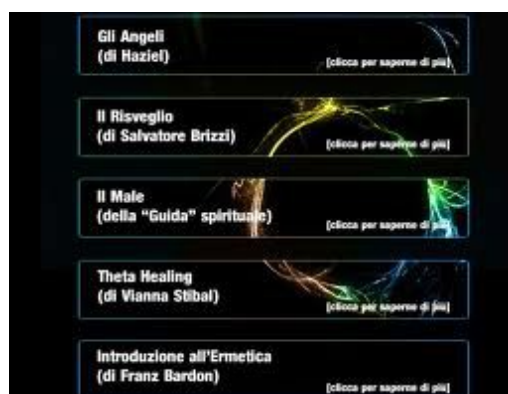 Gli Angeli
(di Haziel)
[clicca per saperne di più]
Il Risveglio
(di Salvatore Brizzi)
[clicca per saperne di più]
Il Male
(della “Guida” spirituale)
[clicca per saperne di più]
Theta Healing
(di Vianna Stibal)
[clicca per saperne di più]
Introduzione all'Ermetica
(di Franz Bardon)
[clicca per saperne di più]